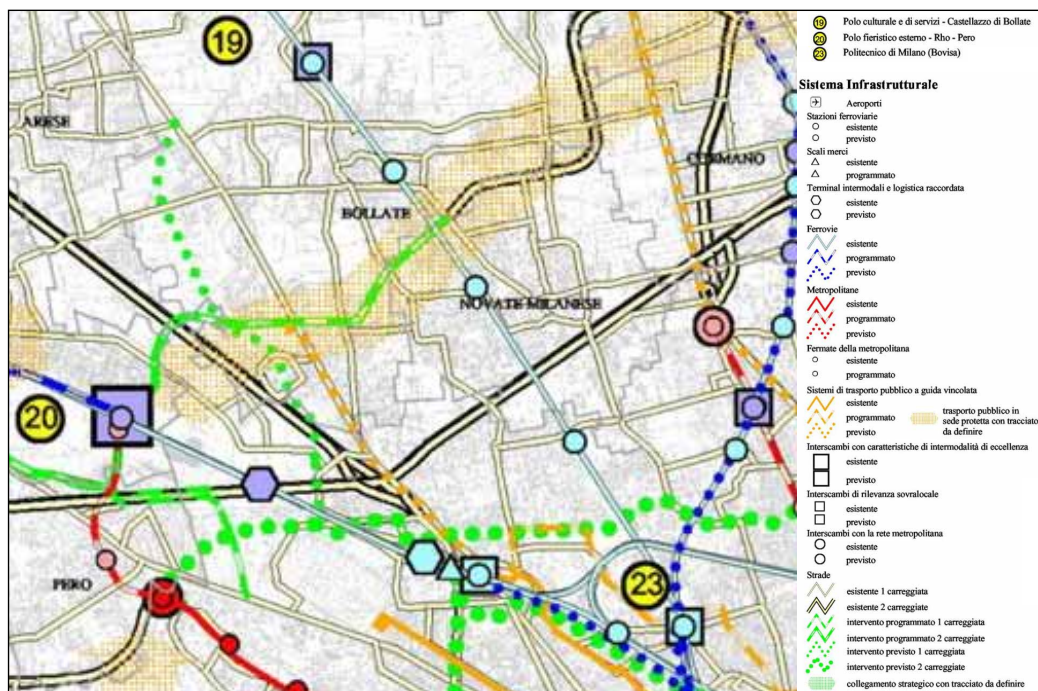 19
ARESE
CORMANO
BOLLATE
NOVATE MILANESE
20
PERO
23
19 Polo culturale e di servizi - Castellazzo di Bollate
20 Polo fieristico esterno - Rho - Pero
23 Politecnico di Milano (Bovisa)
Sistema Infrastrutturale
Aeroporti
Stazioni ferroviarie
esistente
previsto
Scali merci
esistente
programmato
Terminal intermodali e logistica raccordata
esistente
previsto
Ferrovie
esistente
programmato
previsto
Metropolitane
esistente
programmato
previsto
Fermate della metropolitana
esistente
programmato
Sistemi di trasporto pubblico a guida vincolata
esistente
programmato
previsto
trasporto pubblico in
sede protetta con tracciato
da definire
Interscambi con caratteristiche di intermodalità di eccellenza
esistente
previsto
Interscambi di rilevanza sovralocale
esistente
previsto
Interscambi con la rete metropolitana
esistente
previsto
Strade
esistente 1 carreggiata
esistente 2 carreggiate
intervento programmato 1 carreggiata
intervento programmato 2 carreggiate
intervento previsto 1 carreggiata
intervento previsto 2 carreggiate
collegamento strategico con tracciato da definire